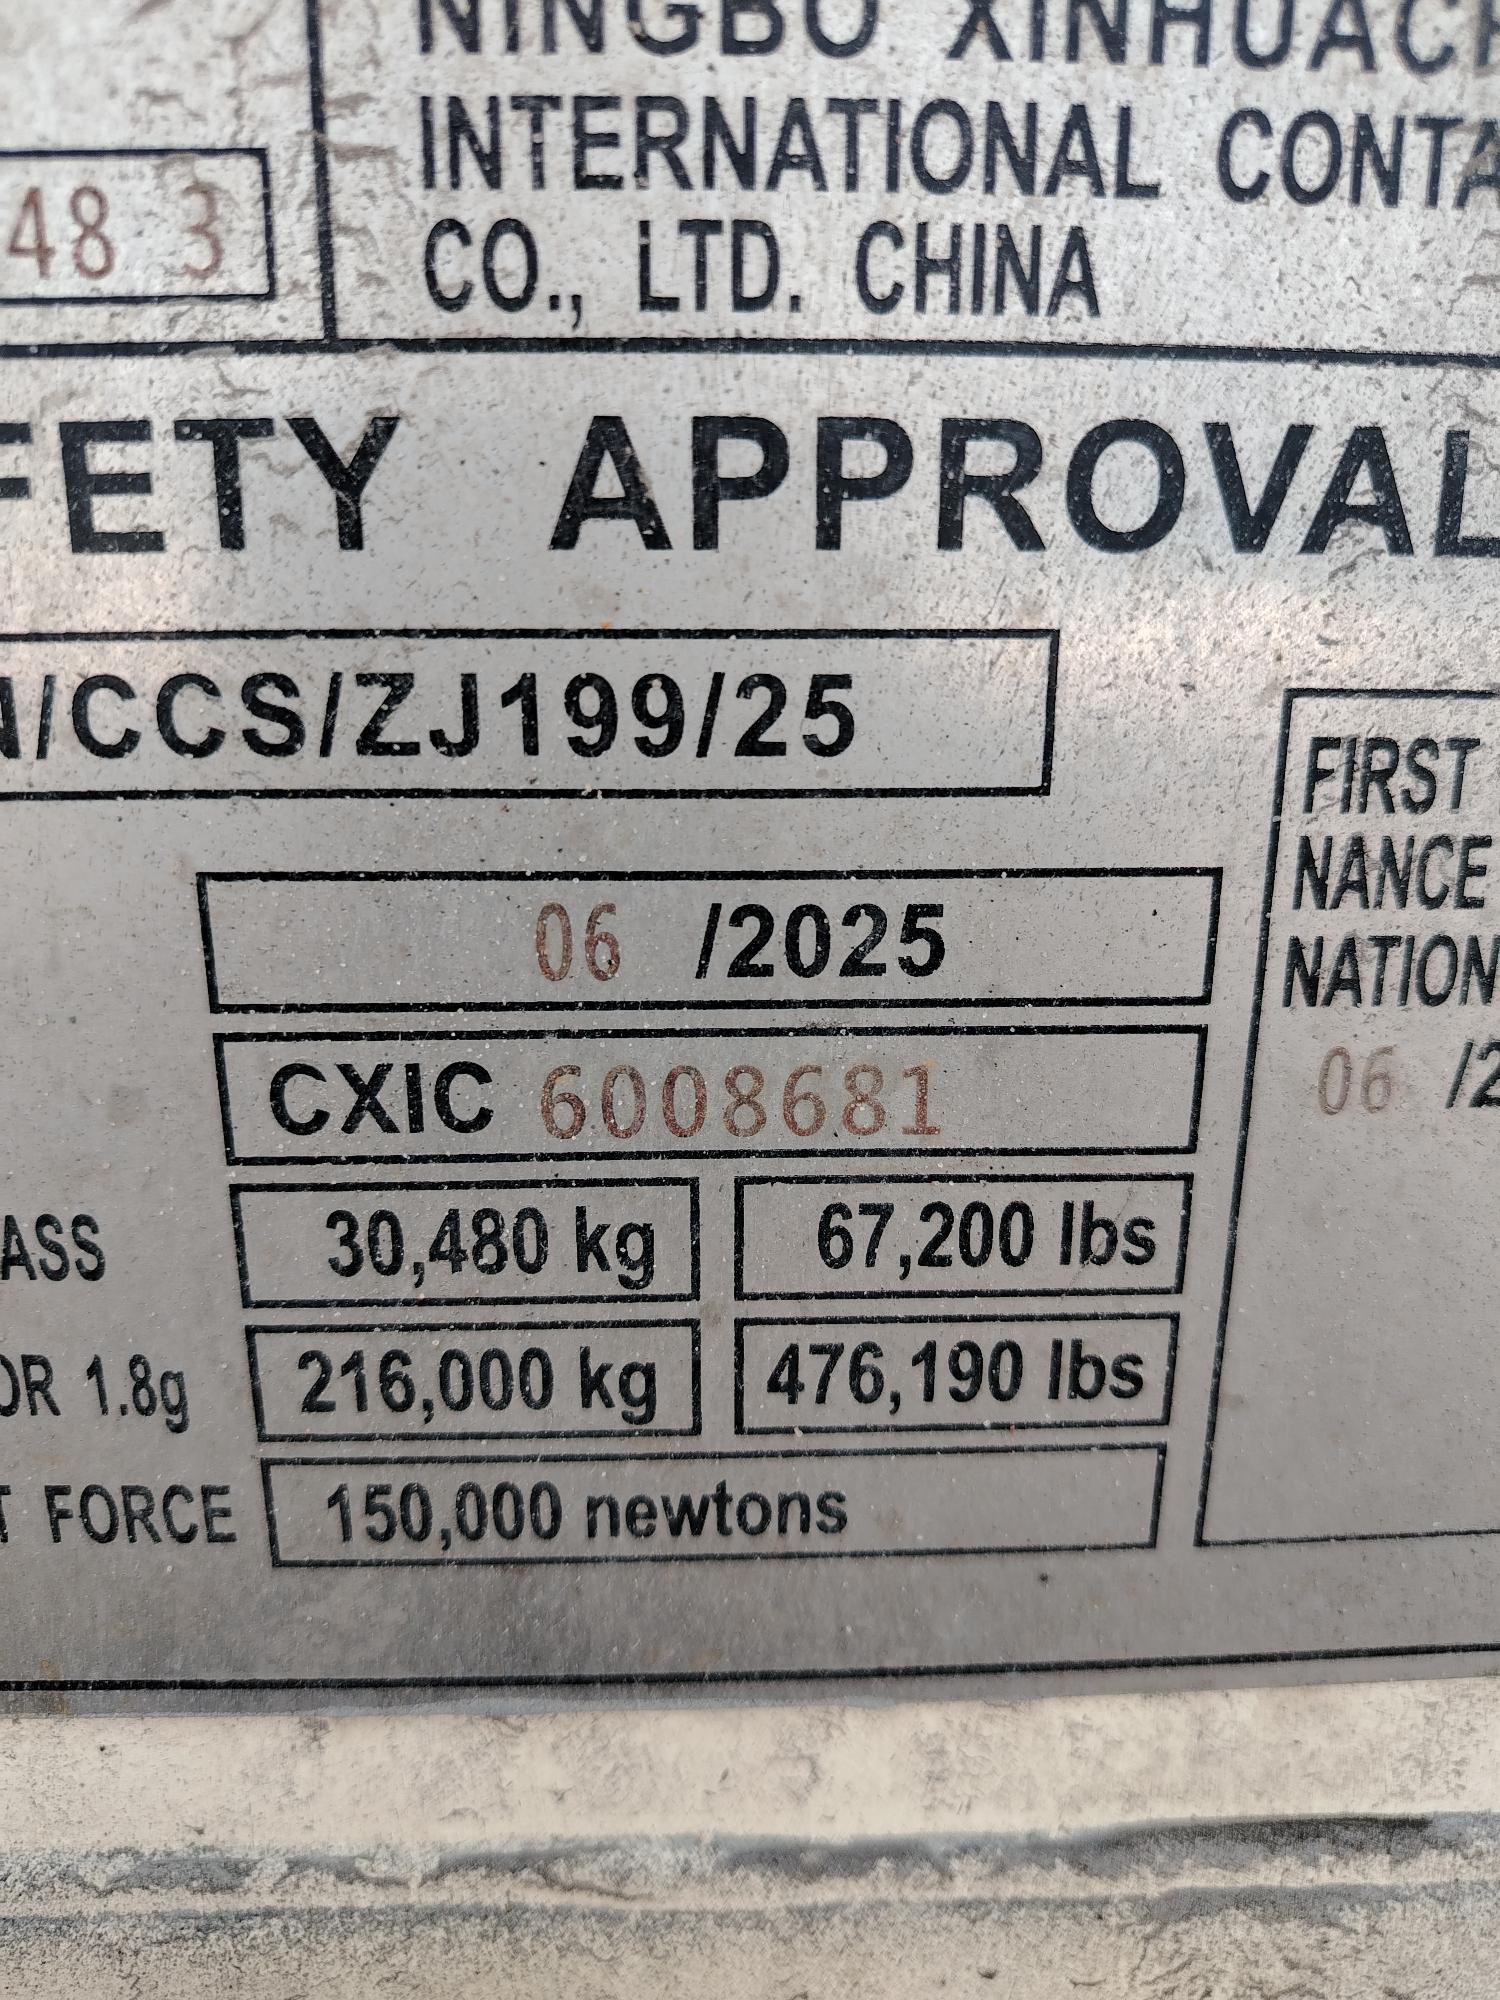 NINGBO XINHUACH
INTERNATIONAL CONTA
48 3
CO., LTD. CHINA
FETY APPROVAL
N/CCS/ZJ199/25
FIRST
NANCE
NATION
06 /2025
06 /2
CXIC 6008681
ASS 30,480 kg 67,200 lbs
OR 1.8g 216,000 kg 476,190 lbs
T FORCE 150,000 newtons